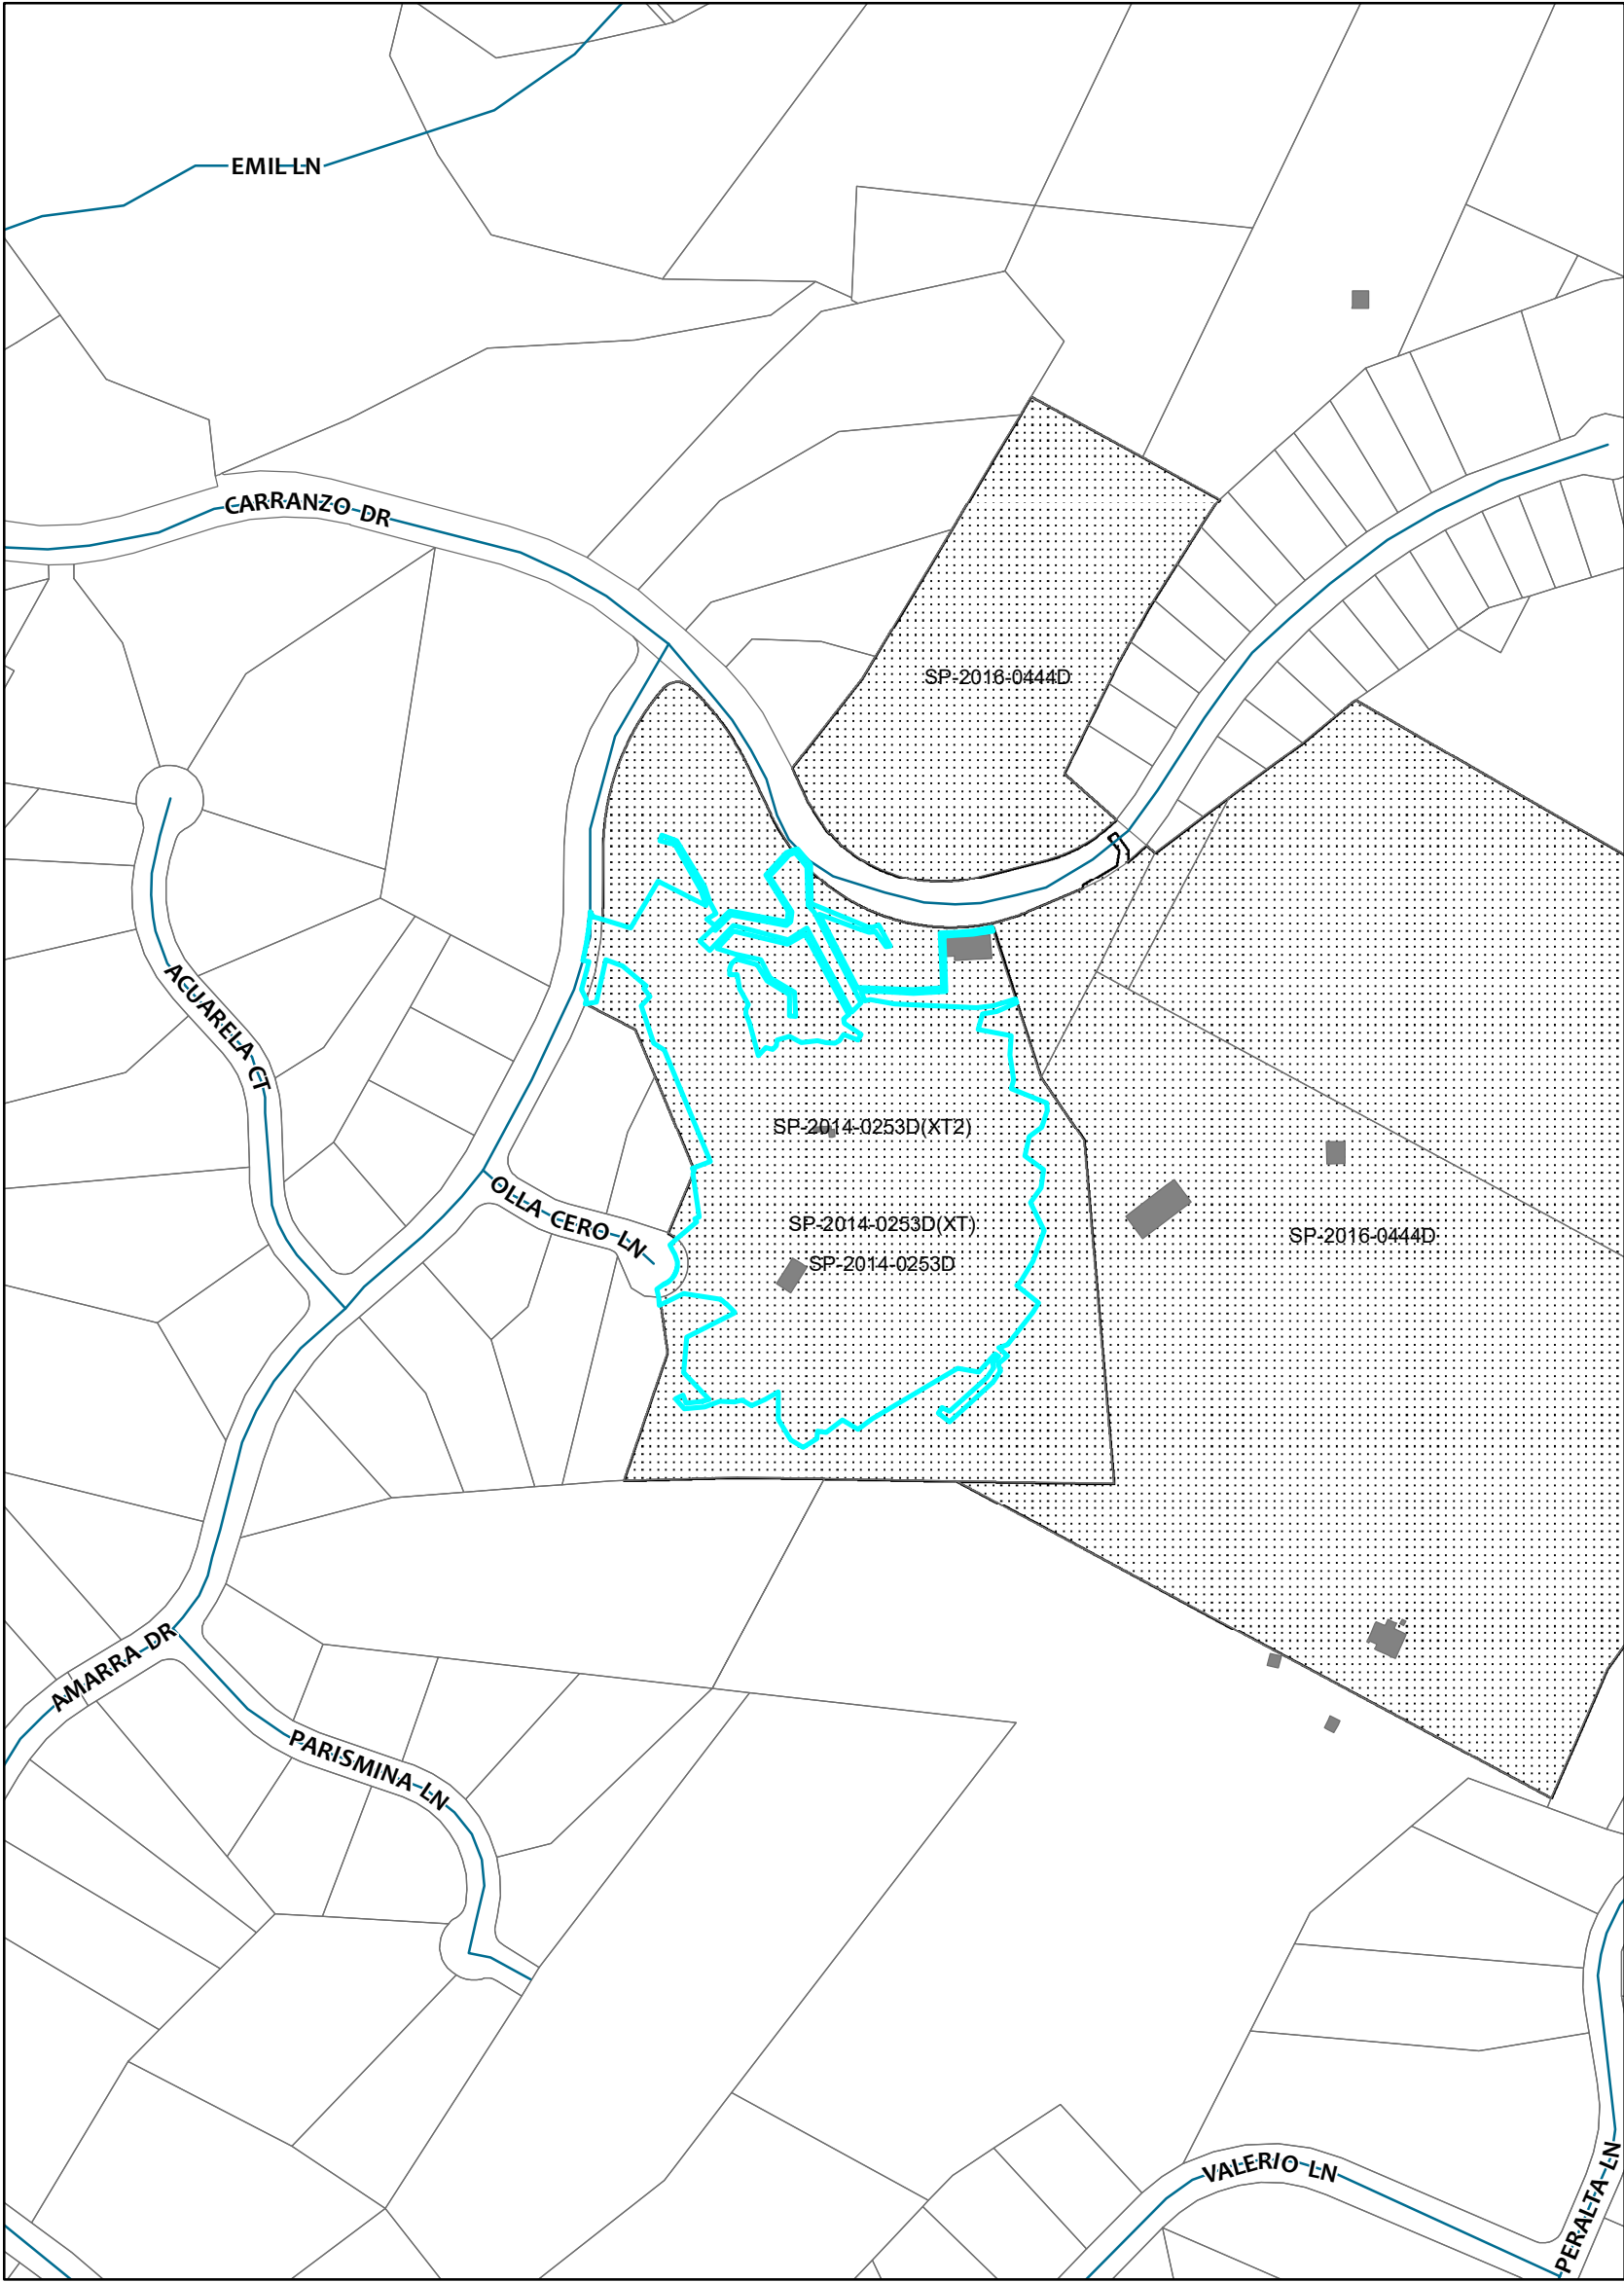 EMIL LN
CARRANZO DR
SP-2016-0444D
ACUARELA CT
SP-2014-0253D(XT2)
OLLA CERO LN
SP-2014-0253D(XT)
SP-2016-0444D
SP-2014-0253D
AMARRA DR
PARISMINA LN
VALERIO LN
PERALTA LN